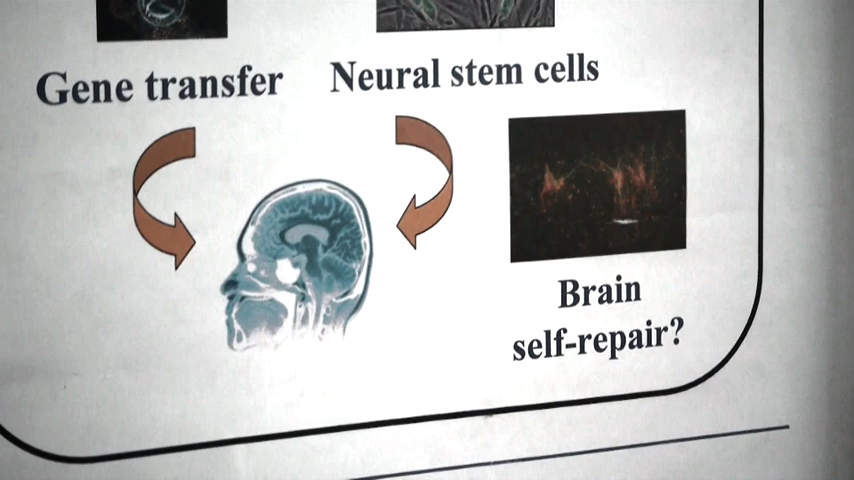 Gene transfer
Neural stem cells
Brain
self-repair?